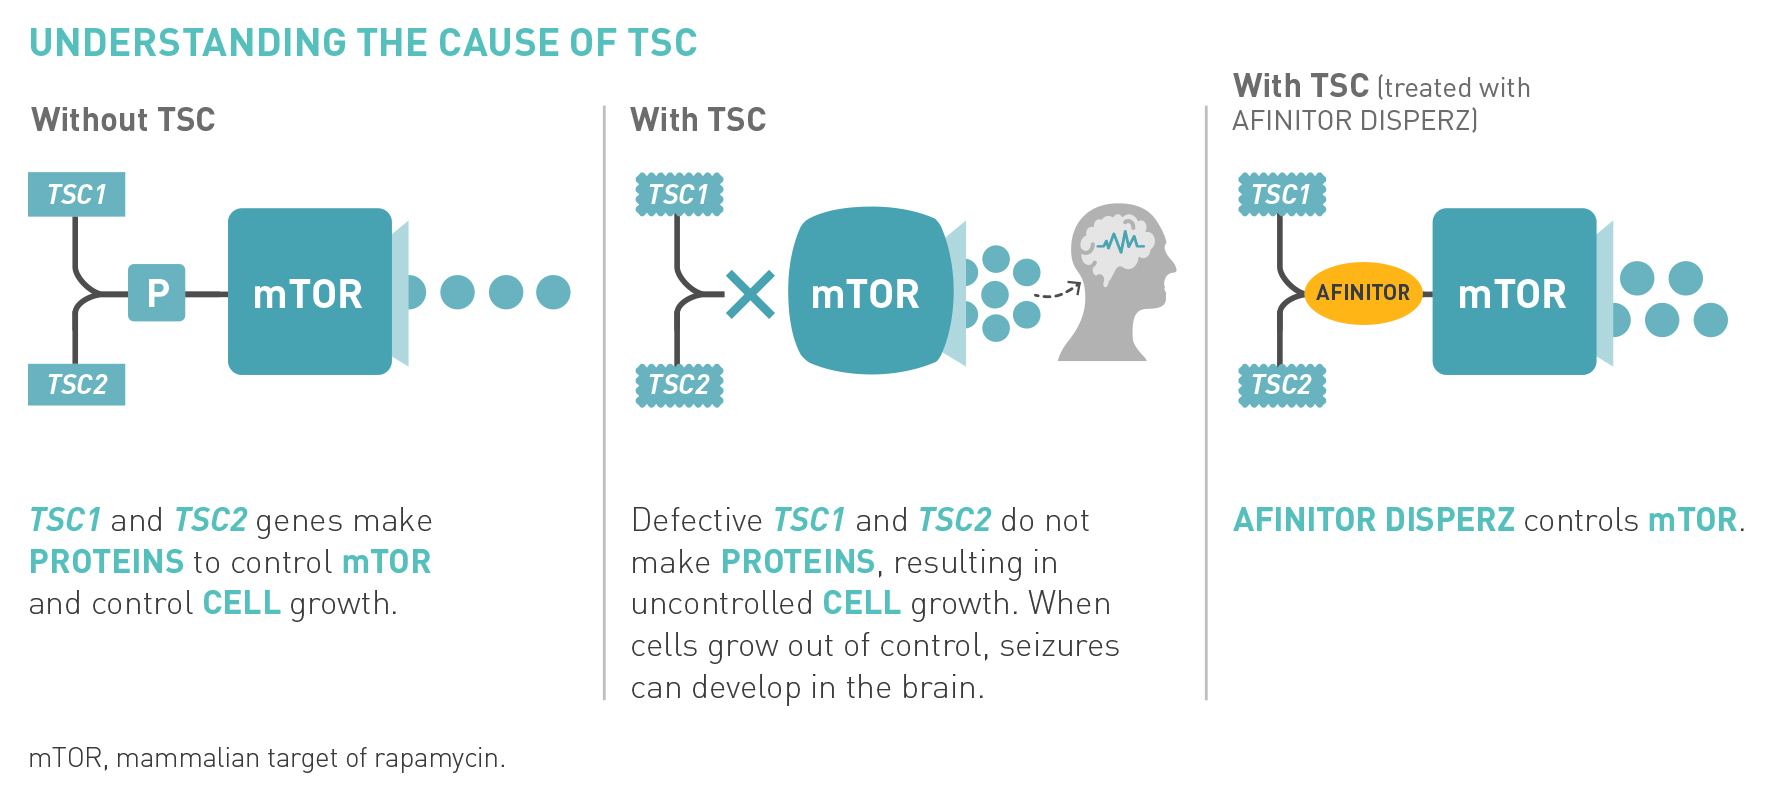 UNDERSTANDING THE CAUSE OF TSC
Without TSC
TSC1
P
mTOR
TSC2
TSC1 and TSC2 genes make
PROTEINS to control mTOR
and control CELL growth.
With TSC
TSC1
mTOR
TSC2
Defective TSC1 and TSC2 do not
make PROTEINS, resulting in
uncontrolled CELL growth. When
cells grow out of control, seizures
can develop in the brain.
With TSC (treated with
AFINITOR DISPERZ)
TSC1
AFINITOR
mTOR
TSC2
AFINITOR DISPERZ controls mTOR.
mTOR, mammalian target of rapamycin.